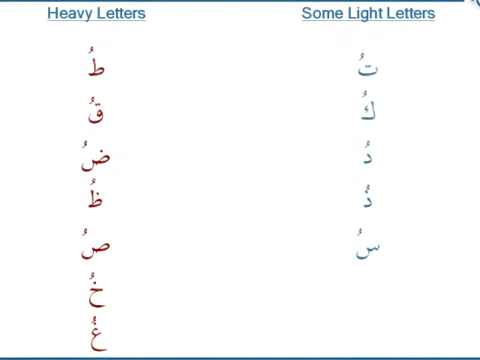 Heavy Letters Some Light Letters
طُ تُ
قُ كُ
ضُ دُ
ظُ ذُ
صُ سُ
خُ
غُ